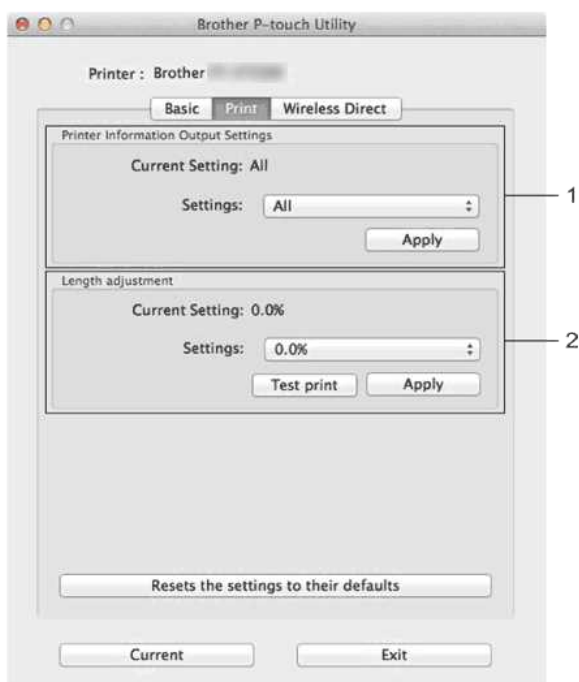 Brother P-touch Utility
Printer : Brother
Basic Print Wireless Direct
Printer Information Output Settings
Current Setting: All
Settings: All
Apply
1
Length adjustment
Current Setting: 0.0%
Settings: 0.0%
2
Test print Apply
Resets the settings to their defaults
Current Exit